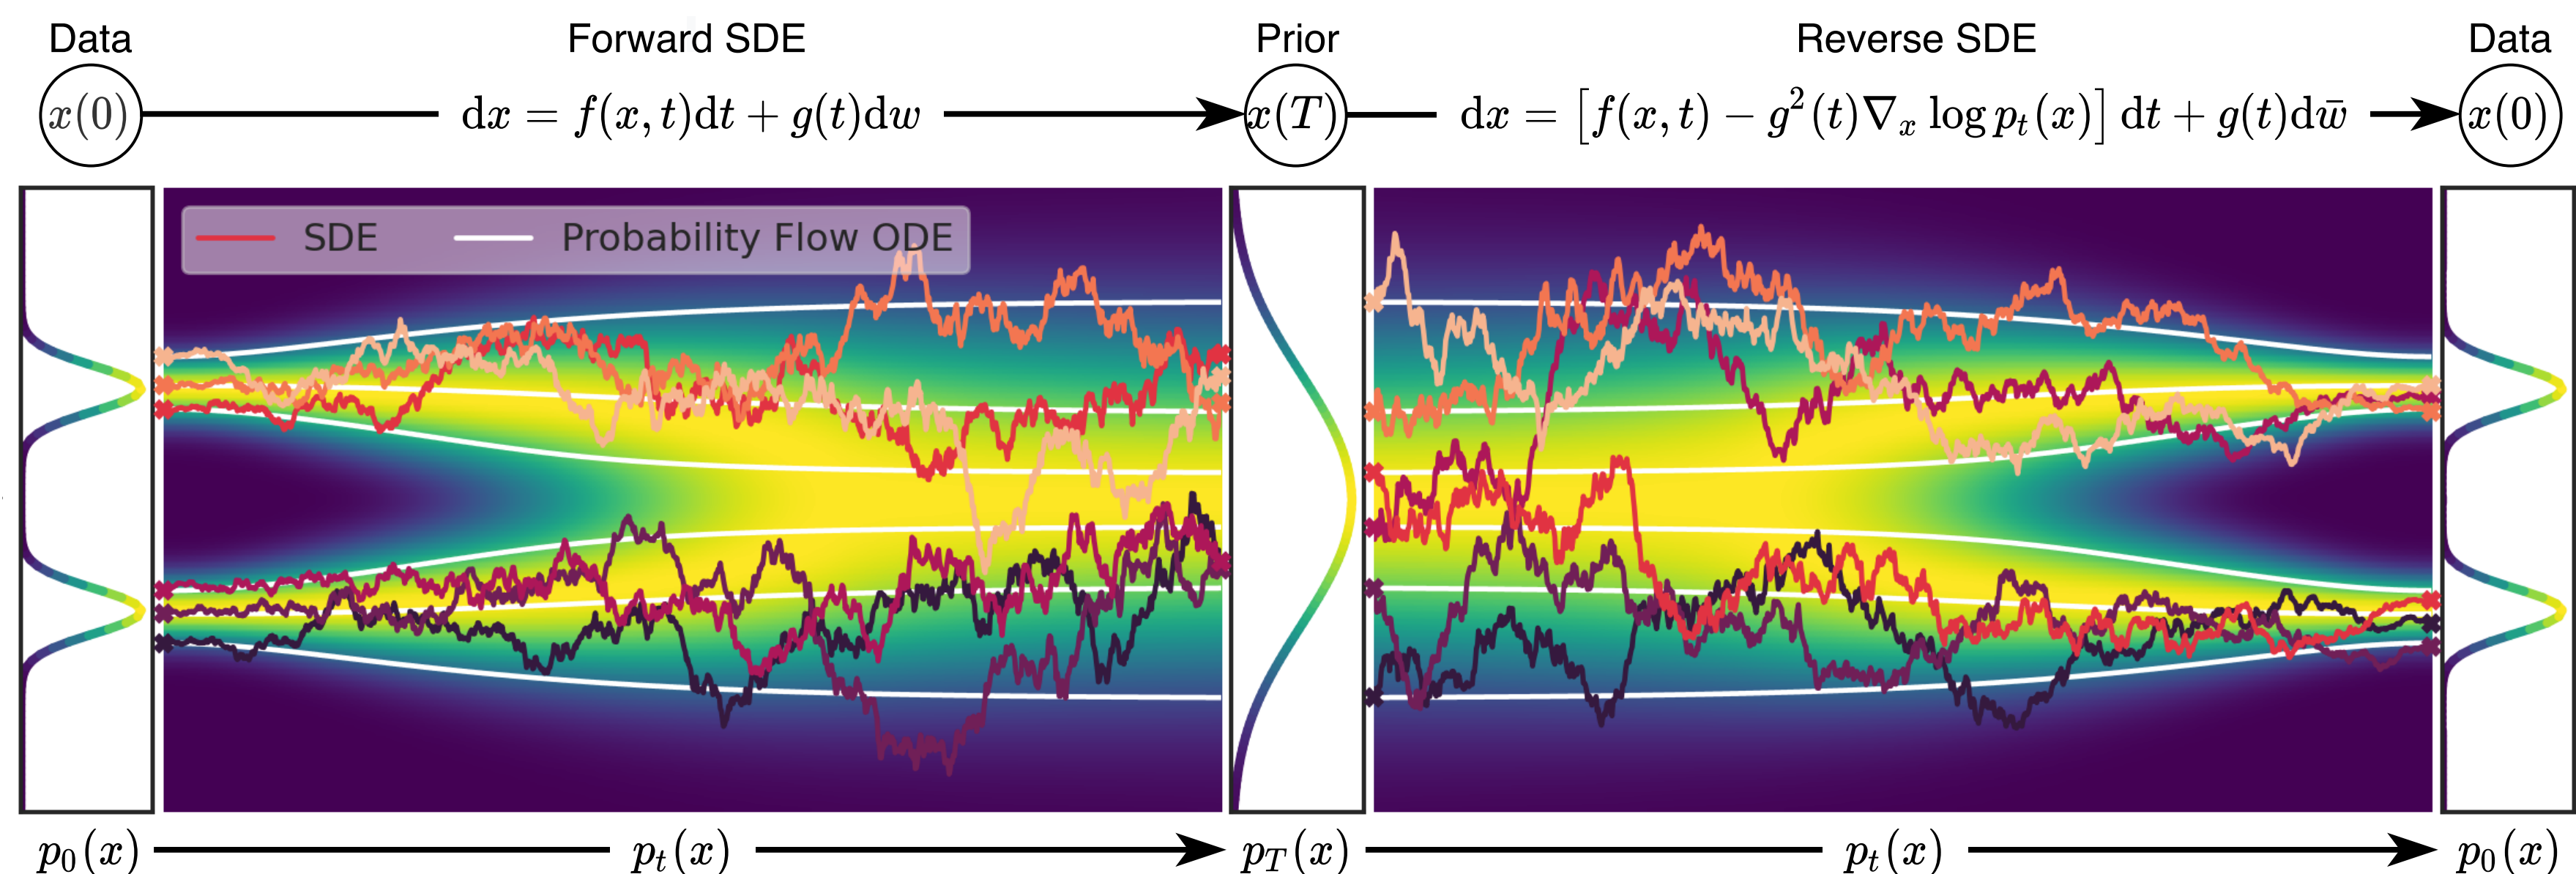 Data Forward SDE Prior Reverse SDE Data
x(0) dx = f(x, t)dt + g(t)dw x(T) dx = [f(x, t) − g²(t)∇ₓ log pₜ(x)] dt + g(t)dw̄ x(0)
SDE Probability Flow ODE
p₀(x) pₜ(x) p_T(x) pₜ(x) p₀(x)